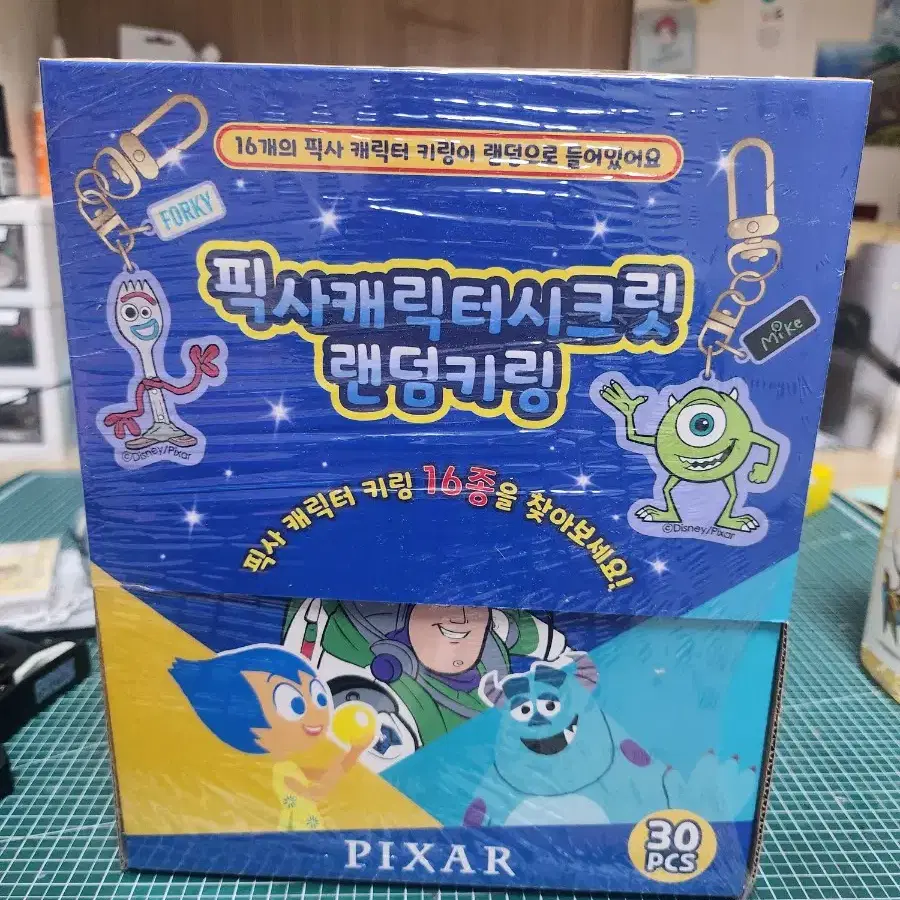 16개의 픽사 캐릭터 키링이 랜덤으로 들어있어요
FORKY
픽사캐릭터시크릿
랜덤키링
Mike
©Disney/Pixar
©Disney/Pixar
픽사 캐릭터 키링 16종을 찾아보세요!
PIXAR
30
PCS